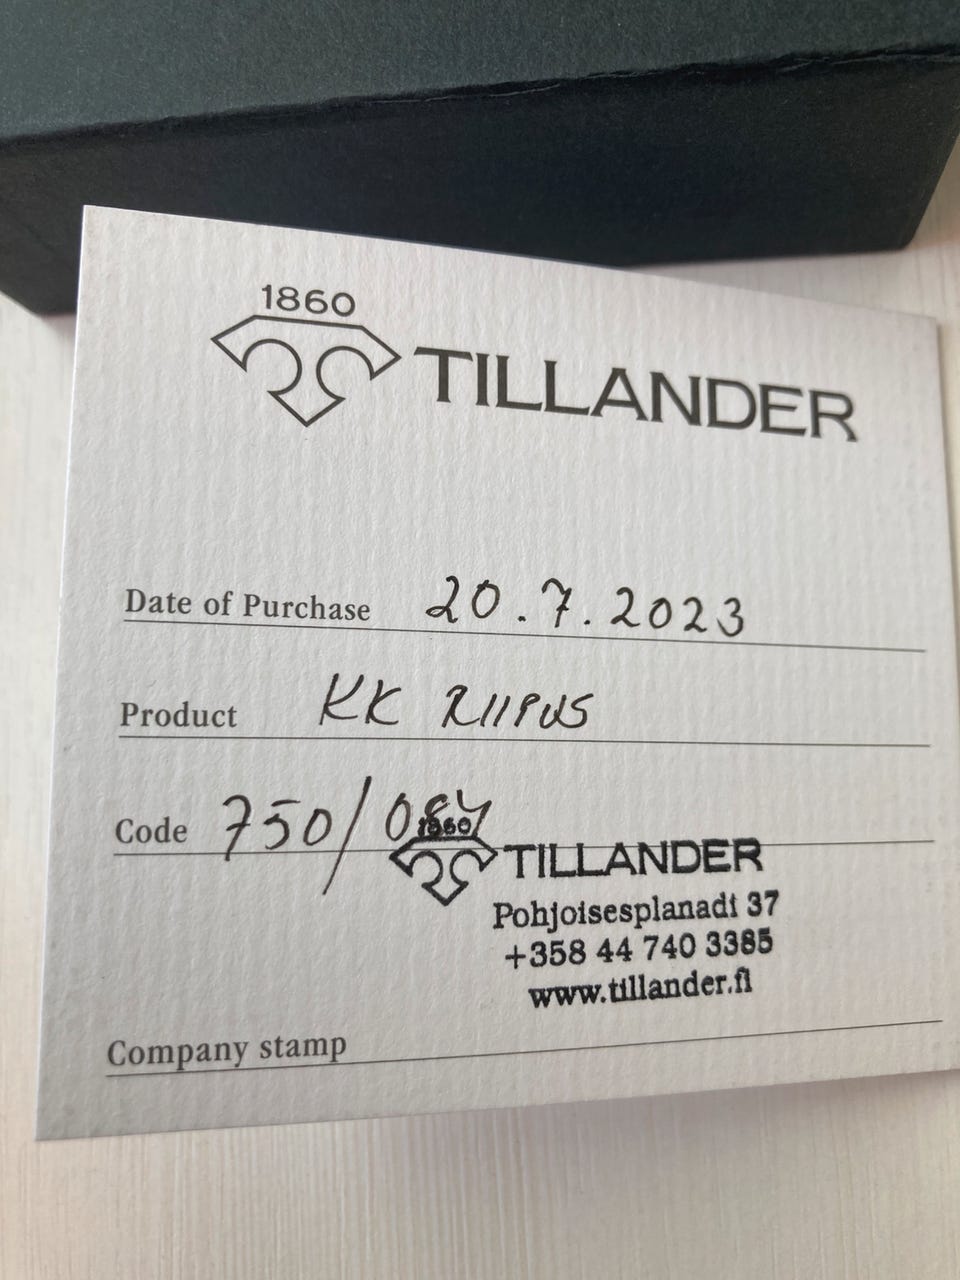 1860
TILLANDER
Date of Purchase 20.7.2023
Product KK RIIPUS
Code 750/084
1860
TILLANDER
Pohjoisesplanadi 37
+358 44 740 3385
www.tillander.fi
Company stamp